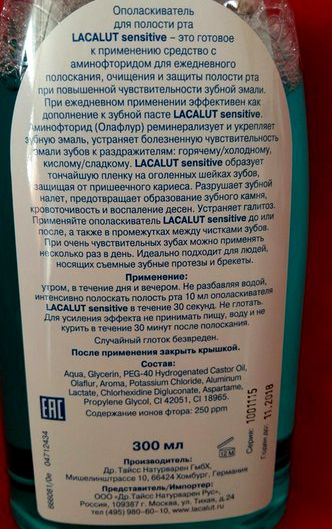 Ополаскиватель
для полости рта
LACALUT sensitive – это готовое
к применению средство с
аминофторидом для ежедневного
полоскания, очищения и защиты полости рта
при повышенной чувствительности зубной эмали.
При ежедневном применении эффективен как
дополнение к зубной пасте LACALUT sensitive.
Аминофторид (Олафлур) реминерализует и укрепляет
зубную эмаль, устраняет болезненную чувствительность
эмали зубов к раздражителям: горячему/холодному,
кислому/сладкому. LACALUT sensitive образует
тончайшую пленку на оголенных шейках зубов,
защищая от пришеечного кариеса. Разрушает зубной
налет, предотвращает образование зубного камня,
кровоточивость и воспаление десен. Устраняет галитоз.
Применяйте ополаскиватель LACALUT sensitive до или
после, а также в промежутках между чистками зубов.
При очень чувствительных зубах можно применять
несколько раз в день. Идеально подходит для людей,
носящих съемные зубные протезы и брекеты.
Применение:
утром, в течение дня и вечером. Не разбавляя водой,
интенсивно полоскать полость рта 10 мл ополаскивателя
LACALUT sensitive в течение 30 секунд. Не глотать.
Для усиления эффекта не принимать пищу, воду и не
курить в течение 30 минут после полоскания.
Случайный глоток безвреден.
После применения закрыть крышкой.
Состав:
Aqua, Glycerin, PEG-40 Hydrogenated Castor Oil,
Olaflur, Aroma, Potassium Chloride, Aluminum
Lactate, Chlorhexidine Digluconate, Aspartame,
Propylene Glycol, CI 42051, CI 18965.
Содержание ионов фтора: 250 ppm
EAC
300 мл
12 M
Производитель:
Др. Тайсс Натурварен ГмбХ,
Михелинштрассе 10, 66424 Хомбург, Германия
Представитель/Импортер:
ООО «Др. Тайсс Натурварен Рус»,
Россия, 109367 г. Москва, ул. Тихая, д.24
тел (495) 980-60-10, www.lacalut.ru
666081/0e 04712434
Серия: 1001115
Годен до: 11.2018